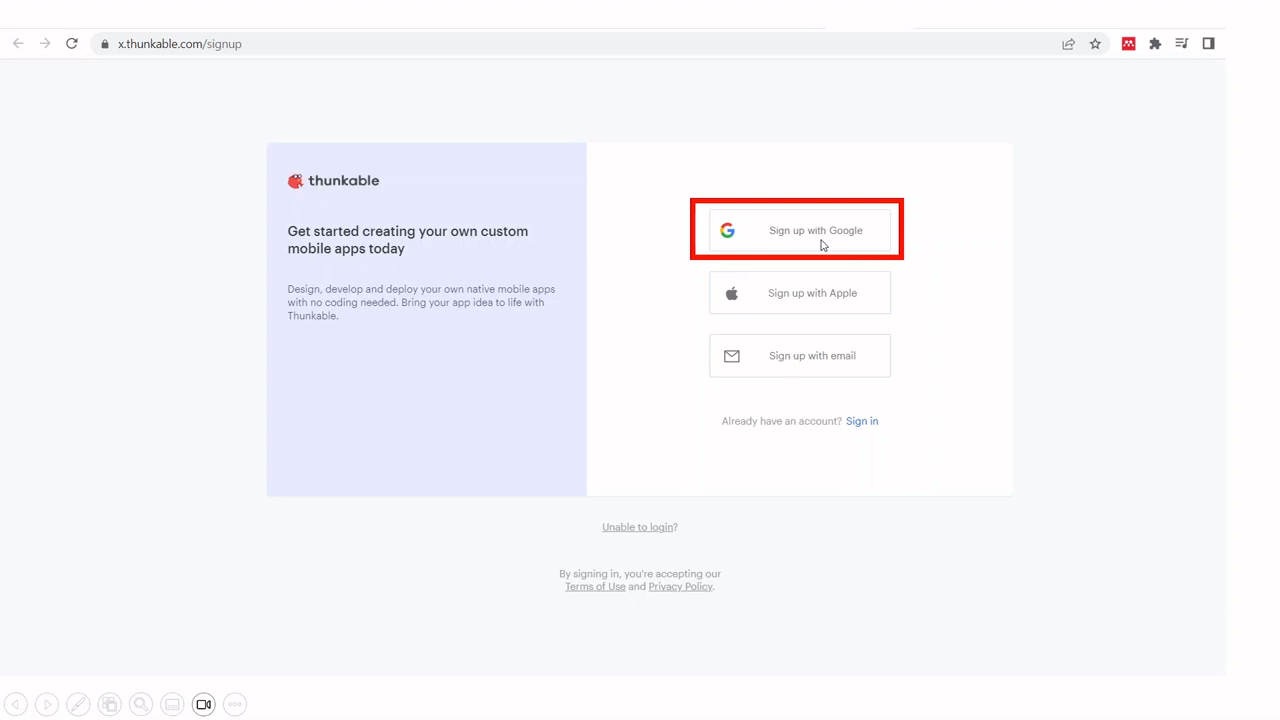 x.thunkable.com/signup
thunkable
Get started creating your own custom
mobile apps today
Design, develop and deploy your own native mobile apps
with no coding needed. Bring your app idea to life with
Thunkable.
Sign up with Google
Sign up with Apple
Sign up with email
Already have an account? Sign in
Unable to login?
By signing in, you're accepting our
Terms of Use and Privacy Policy.